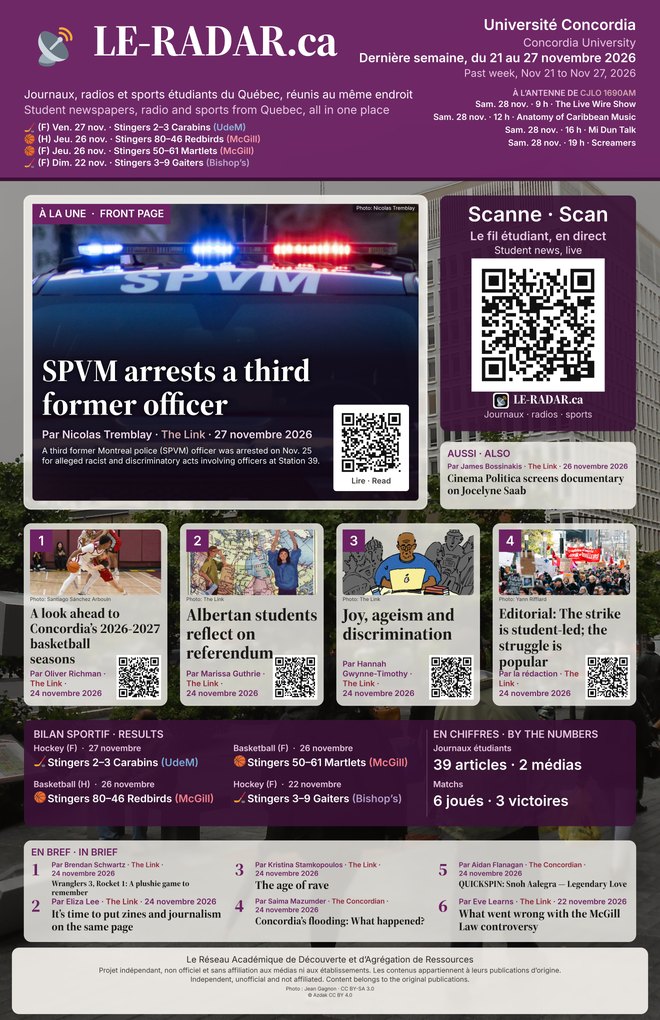 LE-RADAR.ca
Université Concordia
Concordia University
Dernière semaine, du 21 au 27 novembre 2026
Past week, Nov 21 to Nov 27, 2026
Journaux, radios et sports étudiants du Québec, réunis au même endroit
Student newspapers, radio and sports from Quebec, all in one place
(F) Ven. 27 nov. · Stingers 2–3 Carabins (UdeM)
(H) Jeu. 26 nov. · Stingers 80–46 Redbirds (McGill)
(F) Jeu. 26 nov. · Stingers 50–61 Martlets (McGill)
(F) Dim. 22 nov. · Stingers 3–9 Gaiters (Bishop's)
À L'ANTENNE DE CJLO 1690AM
Sam. 28 nov. · 9 h · The Live Wire Show
Sam. 28 nov. · 12 h · Anatomy of Caribbean Music
Sam. 28 nov. · 16 h · Mi Dun Talk
Sam. 28 nov. · 19 h · Screamers
À LA UNE · FRONT PAGE
Photo: Nicolas Tremblay
SPVM
SPVM arrests a third
former officer
Par Nicolas Tremblay · The Link · 27 novembre 2026
A third former Montreal police (SPVM) officer was arrested on Nov. 25
for alleged racist and discriminatory acts involving officers at Station 39.
Lire · Read
Scanne · Scan
Le fil étudiant, en direct
Student news, live
LE-RADAR.ca
Journaux · radios · sports
AUSSI · ALSO
Par James Bossinakis · The Link · 26 novembre 2026
Cinema Politica screens documentary
on Jocelyne Saab
1
Photo: Santiago Sánchez Arbouin
A look ahead to
Concordia's 2026-2027
basketball
seasons
Par Oliver Richman ·
The Link ·
24 novembre 2026
2
Photo: The Link
Albertan students
reflect on
referendum
Par Marissa Guthrie ·
The Link ·
24 novembre 2026
3
Photo: The Link
Joy, ageism and
discrimination
Par Hannah
Gwynne-Timothy ·
The Link ·
24 novembre 2026
4
Photo: Yann Rifflard
Editorial: The strike
is student-led; the
struggle is
popular
Par la rédaction · The
Link ·
24 novembre 2026
BILAN SPORTIF · RESULTS
Hockey (F) · 27 novembre
Stingers 2–3 Carabins (UdeM)
Basketball (F) · 26 novembre
Stingers 50–61 Martlets (McGill)
Basketball (H) · 26 novembre
Stingers 80–46 Redbirds (McGill)
Hockey (F) · 22 novembre
Stingers 3–9 Gaiters (Bishop's)
EN CHIFFRES · BY THE NUMBERS
Journaux étudiants
39 articles · 2 médias
Matchs
6 joués · 3 victoires
EN BREF · IN BRIEF
1
Par Brendan Schwartz · The Link ·
24 novembre 2026
Wranglers 3, Rocket 1: A plushie game to
remember
2
Par Eliza Lee · The Link · 24 novembre 2026
It's time to put zines and journalism
on the same page
3
Par Kristina Stamkopoulos · The Link ·
24 novembre 2026
The age of rave
4
Par Saima Mazumder · The Concordian ·
24 novembre 2026
Concordia's flooding: What happened?
5
Par Aidan Flanagan · The Concordian ·
24 novembre 2026
QUICKSPIN: Snoh Aalegra — Legendary Love
6
Par Eve Learns · The Link · 22 novembre 2026
What went wrong with the McGill
Law controversy
Le Réseau Académique de Découverte et d'Agrégation de Ressources
Projet indépendant, non officiel et sans affiliation aux médias ni aux établissements. Les contenus appartiennent à leurs publications d'origine.
Independent, unofficial and not affiliated. Content belongs to the original publications.
Photo : Jean Gagnon · CC BY-SA 3.0
© Azdak CC BY 4.0